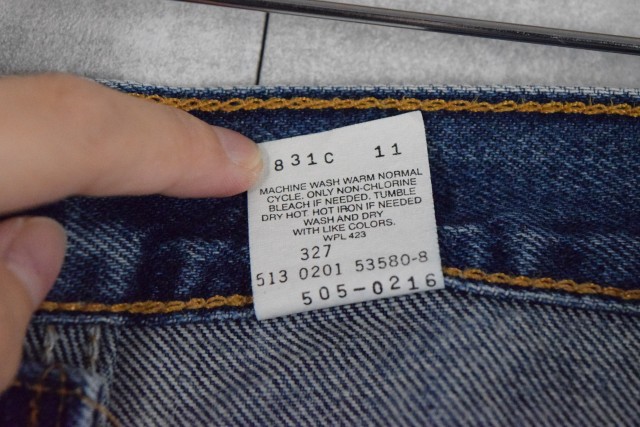 831C 11
MACHINE WASH WARM NORMAL
CYCLE. ONLY NON-CHLORINE
BLEACH IF NEEDED. TUMBLE
DRY HOT. HOT IRON IF NEEDED
WASH AND DRY
WITH LIKE COLORS.
WPL 423
327
513 0201 53580-8
505-0216